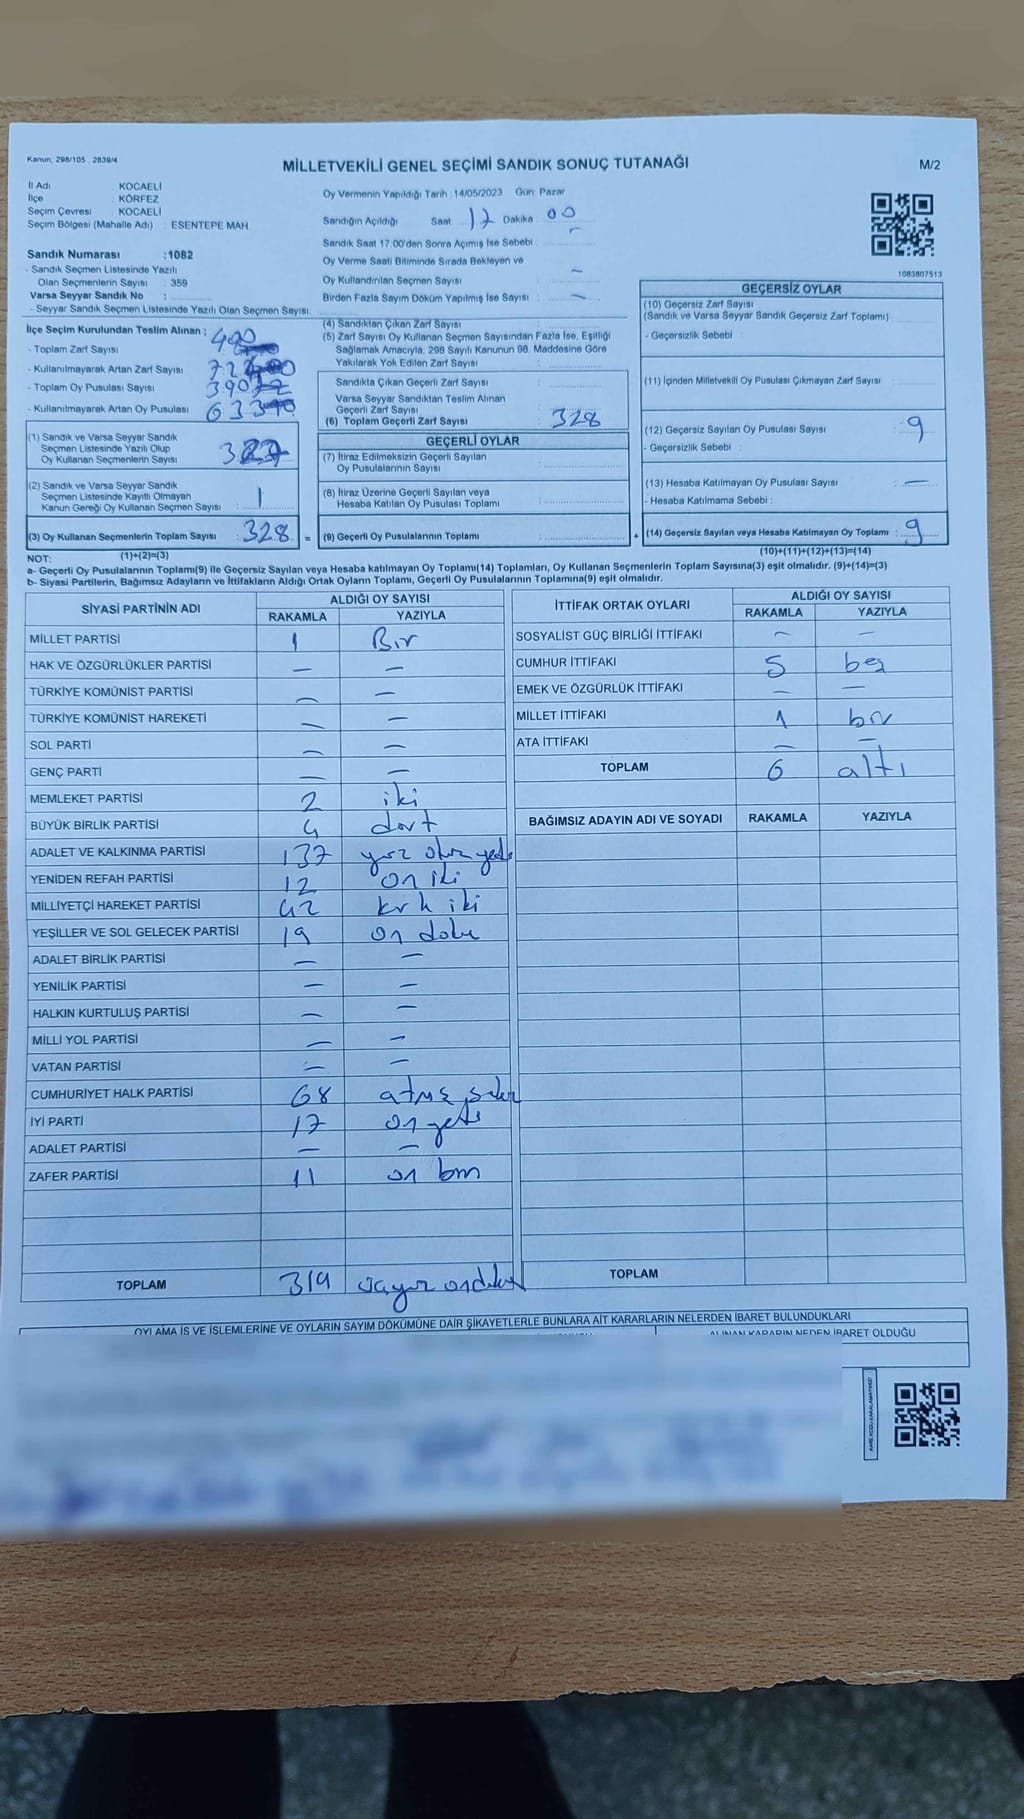 Kanun, 298/105 . 2839/4
MİLLETVEKİLİ GENEL SEÇİMİ SANDIK SONUÇ TUTANAĞI
M/2
İl Adı KOCAELİ
İlçe : KÖRFEZ
Seçim Çevresi KOCAELİ
Seçim Bölgesi (Mahalle Adı) : ESENTEPE MAH.
Sandık Numarası :1082
- Sandık Seçmen Listesinde Yazılı
Olan Seçmenlerin Sayısı : 359
Varsa Seyyar Sandık No :
- Seyyar Sandık Seçmen Listesinde Yazılı Olan Seçmen Sayısı
Oy Vermenin Yapıldığı Tarih :14/05/2023 Gün: Pazar
Sandığın Açıldığı Saat 17 Dakika 00
Sandık Saat 17:00'den Sonra Açılmış İse Sebebi
Oy Verme Saati Bitiminde Sırada Bekleyen ve
Oy Kullandırılan Seçmen Sayısı : —
Birden Fazla Sayım Döküm Yapılmış İse Sayısı : —
1083807513
İlçe Seçim Kurulundan Teslim Alınan :
- Toplam Zarf Sayısı
- Kullanılmayarak Artan Zarf Sayısı
- Toplam Oy Pusulası Sayısı
- Kullanılmayarak Artan Oy Pusulası
(1) Sandık ve Varsa Seyyar Sandık
Seçmen Listesinde Yazılı Olup
Oy Kullanan Seçmenlerin Sayısı
(2) Sandık ve Varsa Seyyar Sandık
Seçmen Listesinde Kayıtlı Olmayan
Kanun Gereği Oy Kullanan Seçmen Sayısı : 1
(3) Oy Kullanan Seçmenlerin Toplam Sayısı : 328
(1)+(2)=(3)
(4) Sandıktan Çıkan Zarf Sayısı
(5) Zarf Sayısı Oy Kullanan Seçmen Sayısından Fazla İse, Eşitliği
Sağlamak Amacıyla, 298 Sayılı Kanunun 98. Maddesine Göre
Yakılarak Yok Edilen Zarf Sayısı :
Sandıkta Çıkan Geçerli Zarf Sayısı
Varsa Seyyar Sandıktan Teslim Alınan
Geçerli Zarf Sayısı
(6) Toplam Geçerli Zarf Sayısı : 328
GEÇERLİ OYLAR
(7) İtiraz Edilmeksizin Geçerli Sayılan
Oy Pusulalarının Sayısı :
(8) İtiraz Üzerine Geçerli Sayılan veya
Hesaba Katılan Oy Pusulası Toplamı :
= (9) Geçerli Oy Pusulalarının Toplamı :
GEÇERSİZ OYLAR
(10) Geçersiz Zarf Sayısı
(Sandık ve Varsa Seyyar Sandık Geçersiz Zarf Toplamı) :
- Geçersizlik Sebebi :
(11) İçinden Milletvekili Oy Pusulası Çıkmayan Zarf Sayısı :
(12) Geçersiz Sayılan Oy Pusulası Sayısı : 9
- Geçersizlik Sebebi :
(13) Hesaba Katılmayan Oy Pusulası Sayısı : —
- Hesaba Katılmama Sebebi :
+ (14) Geçersiz Sayılan veya Hesaba Katılmayan Oy Toplamı : 9
(10)+(11)+(12)+(13)=(14)
NOT:
a- Geçerli Oy Pusulalarının Toplamı(9) ile Geçersiz Sayılan veya Hesaba katılmayan Oy Toplamı(14) Toplamları, Oy Kullanan Seçmenlerin Toplam Sayısına(3) eşit olmalıdır. (9)+(14)=(3)
b- Siyasi Partilerin, Bağımsız Adayların ve İttifakların Aldığı Ortak Oyların Toplamı, Geçerli Oy Pusulalarının Toplamına(9) eşit olmalıdır.
SİYASİ PARTİNİN ADI ALDIĞI OY SAYISI
RAKAMLA YAZIYLA
MİLLET PARTİSİ 1 Bir
HAK VE ÖZGÜRLÜKLER PARTİSİ — —
TÜRKİYE KOMÜNİST PARTİSİ — —
TÜRKİYE KOMÜNİST HAREKETİ — —
SOL PARTİ — —
GENÇ PARTİ — —
MEMLEKET PARTİSİ 2 iki
BÜYÜK BİRLİK PARTİSİ 4 dört
ADALET VE KALKINMA PARTİSİ 137 yüz otuz yedi
YENİDEN REFAH PARTİSİ 12 on iki
MİLLİYETÇİ HAREKET PARTİSİ 42 kırk iki
YEŞİLLER VE SOL GELECEK PARTİSİ 19 on dokuz
ADALET BİRLİK PARTİSİ — —
YENİLİK PARTİSİ — —
HALKIN KURTULUŞ PARTİSİ — —
MİLLİ YOL PARTİSİ — —
VATAN PARTİSİ — —
CUMHURİYET HALK PARTİSİ 68 atmış sekiz
İYİ PARTİ 17 on yedi
ADALET PARTİSİ — —
ZAFER PARTİSİ 11 on bir
TOPLAM 319 üçyüz ondokuz
İTTİFAK ORTAK OYLARI ALDIĞI OY SAYISI
RAKAMLA YAZIYLA
SOSYALİST GÜÇ BİRLİĞİ İTTİFAKI — —
CUMHUR İTTİFAKI 5 beş
EMEK VE ÖZGÜRLÜK İTTİFAKI — —
MİLLET İTTİFAKI 1 bir
ATA İTTİFAKI — —
TOPLAM 6 altı
BAĞIMSIZ ADAYIN ADI VE SOYADI RAKAMLA YAZIYLA
TOPLAM
OYLAMA İŞ VE İŞLEMLERİNE VE OYLARIN SAYIM DÖKÜMÜNE DAİR ŞİKAYETLERLE BUNLARA AİT KARARLARIN NELERDEN İBARET BULUNDUKLARI
ALINAN KARARIN NEDEN İBARET OLDUĞU